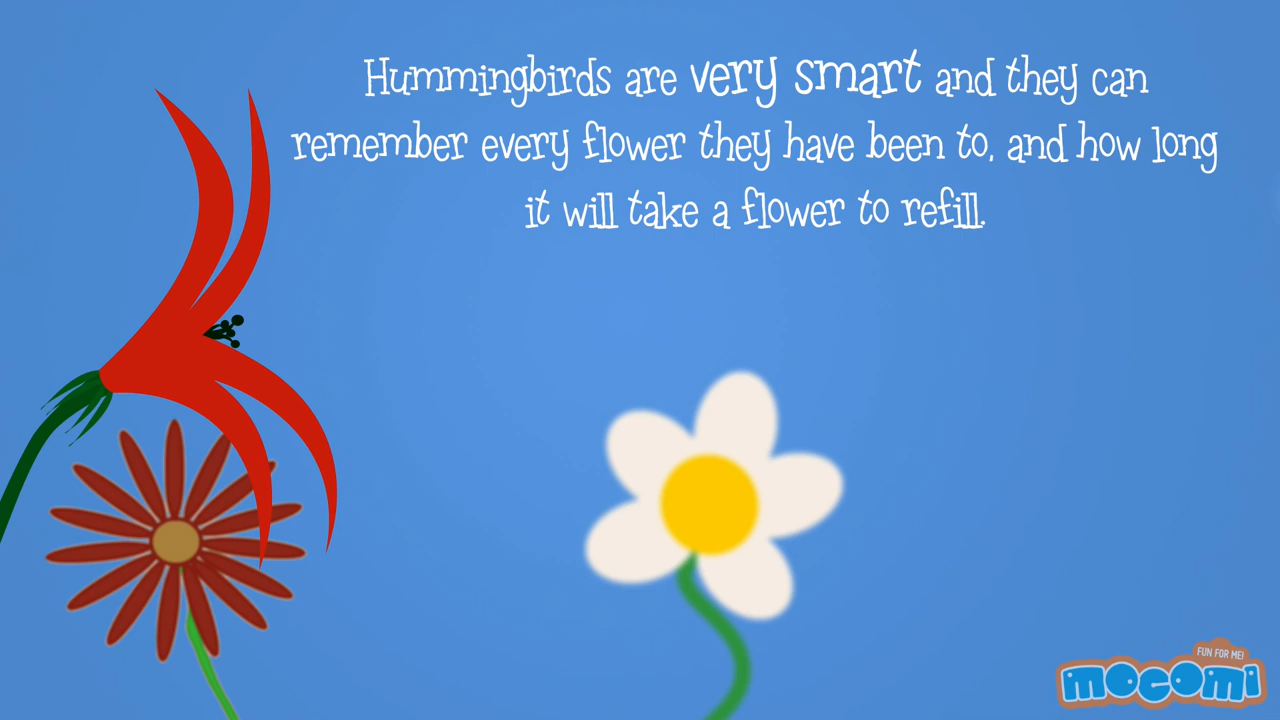 Hummingbirds are very smart and they can
remember every flower they have been to, and how long
it will take a flower to refill.
FUN FOR ME!
mocomi